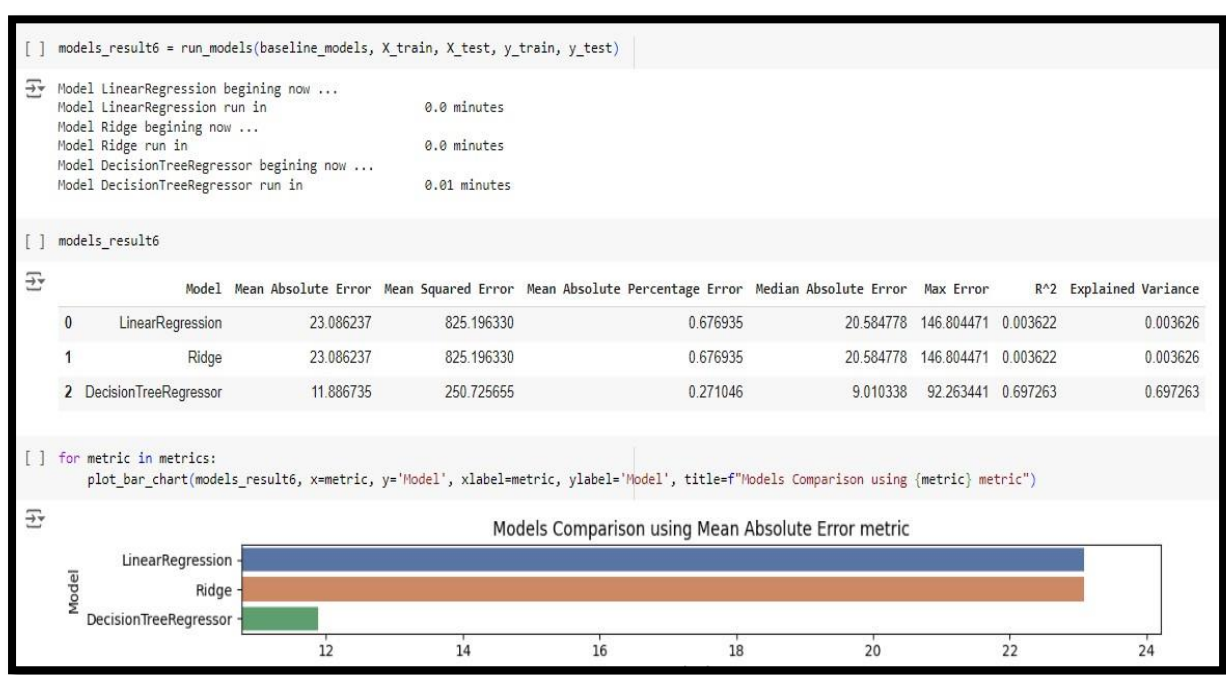 [ ] models_result6 = run_models(baseline_models, X_train, X_test, y_train, y_test)
Model LinearRegression begining now ...
Model LinearRegression run in 0.0 minutes
Model Ridge begining now ...
Model Ridge run in 0.0 minutes
Model DecisionTreeRegressor begining now ...
Model DecisionTreeRegressor run in 0.01 minutes
[ ] models_result6
Model Mean Absolute Error Mean Squared Error Mean Absolute Percentage Error Median Absolute Error Max Error R^2 Explained Variance
0 LinearRegression 23.086237 825.196330 0.676935 20.584778 146.804471 0.003622 0.003626
1 Ridge 23.086237 825.196330 0.676935 20.584778 146.804471 0.003622 0.003626
2 DecisionTreeRegressor 11.886735 250.725655 0.271046 9.010338 92.263441 0.697263 0.697263
[ ] for metric in metrics:
plot_bar_chart(models_result6, x=metric, y='Model', xlabel=metric, ylabel='Model', title=f"Models Comparison using {metric} metric")
Models Comparison using Mean Absolute Error metric
Model
LinearRegression
Ridge
DecisionTreeRegressor
12 14 16 18 20 22 24